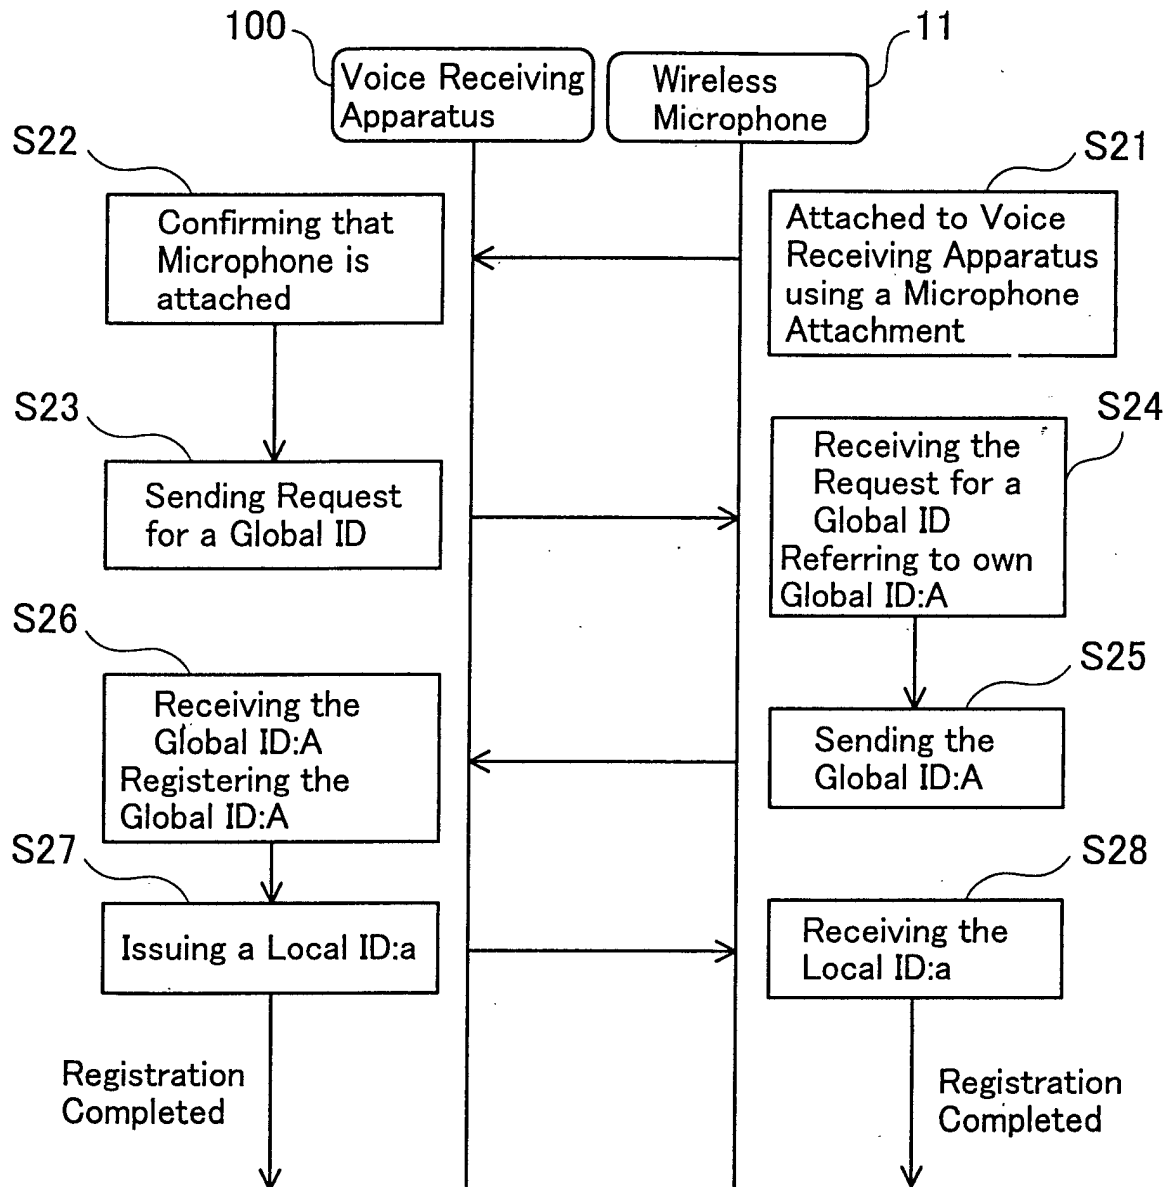 100
11
Voice Receiving
Apparatus
Wireless
Microphone
S22
S21
Confirming that
Microphone is
attached
Attached to Voice
Receiving Apparatus
using a Microphone
Attachment
S23
S24
Sending Request
for a Global ID
Receiving the
Request for a
Global ID
Referring to own
Global ID:A
S26
S25
Receiving the
Global ID:A
Registering the
Global ID:A
Sending the
Global ID:A
S27
S28
Issuing a Local ID:a
Receiving the
Local ID:a
Registration
Completed
Registration
Completed